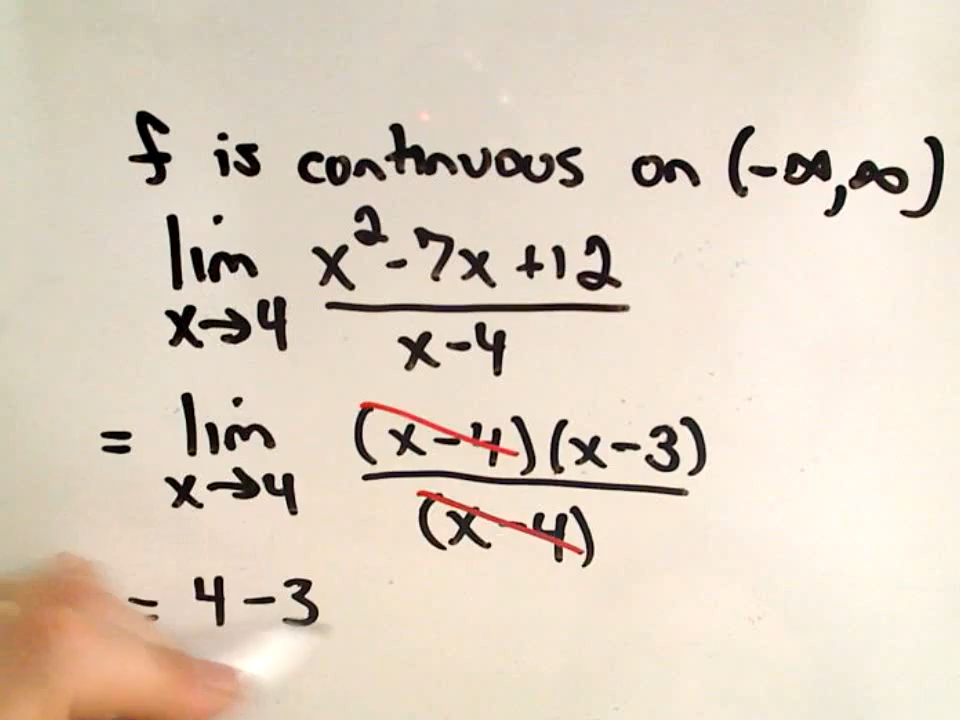 f is continuous on (-∞,∞)
lim x→4 x²-7x+12 / x-4
= lim x→4 (x-4)(x-3) / (x-4)
= 4-3